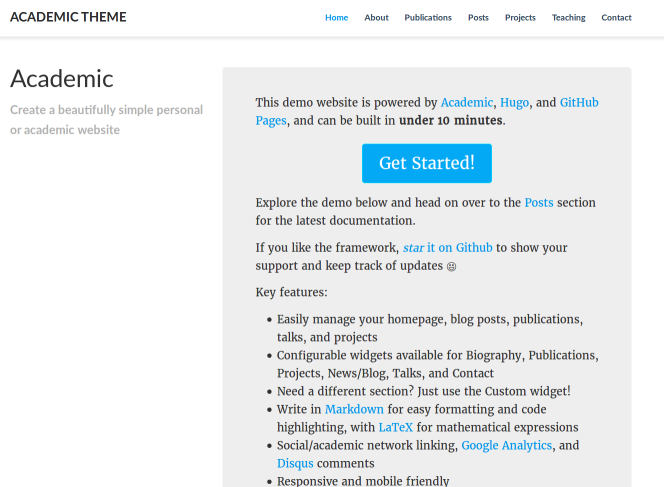 ACADEMIC THEME
Home About Publications Posts Projects Teaching Contact
Academic
Create a beautifully simple personal
or academic website
This demo website is powered by Academic, Hugo, and GitHub
Pages, and can be built in under 10 minutes.
Get Started!
Explore the demo below and head on over to the Posts section
for the latest documentation.
If you like the framework, star it on Github to show your
support and keep track of updates 😃
Key features:
• Easily manage your homepage, blog posts, publications,
talks, and projects
• Configurable widgets available for Biography, Publications,
Projects, News/Blog, Talks, and Contact
• Need a different section? Just use the Custom widget!
• Write in Markdown for easy formatting and code
highlighting, with LaTeX for mathematical expressions
• Social/academic network linking, Google Analytics, and
Disqus comments
• Responsive and mobile friendly